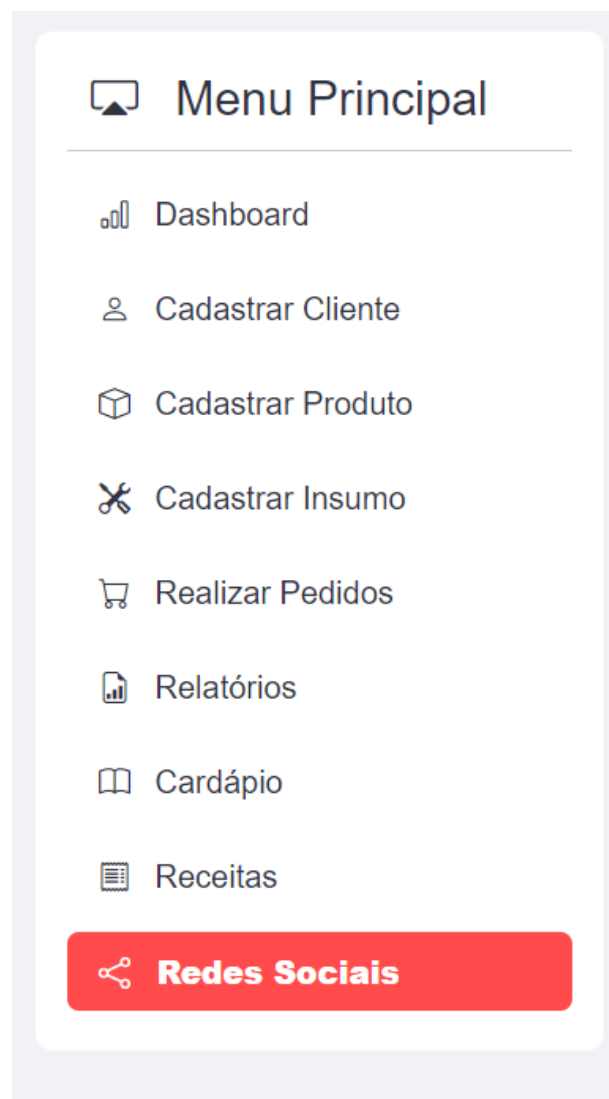 Menu Principal
Dashboard
Cadastrar Cliente
Cadastrar Produto
Cadastrar Insumo
Realizar Pedidos
Relatórios
Cardápio
Receitas
Redes Sociais